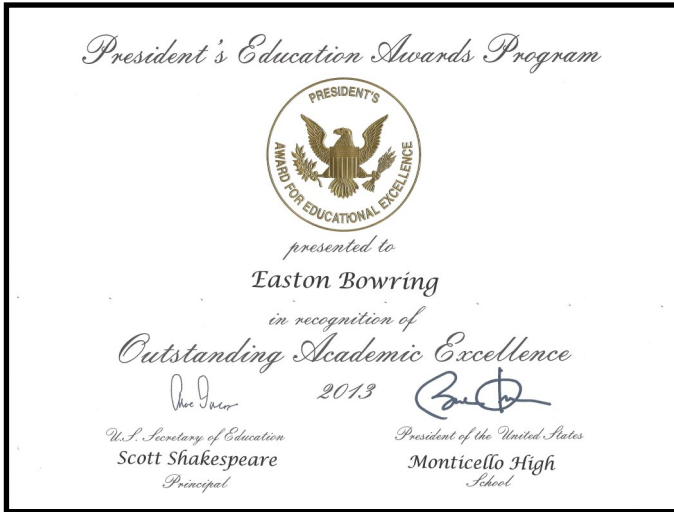 President's Education Awards Program
PRESIDENT'S
AWARD FOR EDUCATIONAL EXCELLENCE
presented to
Easton Bowring
in recognition of
Outstanding Academic Excellence
2013
U.S. Secretary of Education
President of the United States
Scott Shakespeare
Monticello High
Principal
School